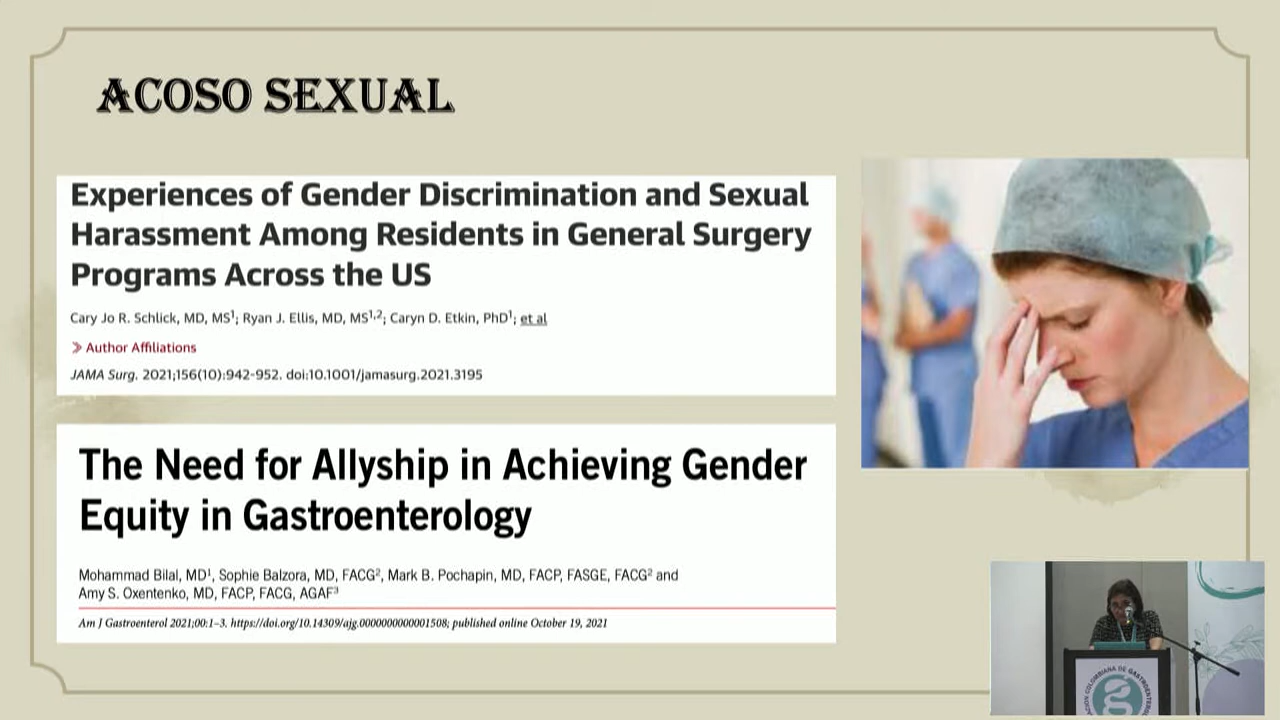 ACOSO SEXUAL
Experiences of Gender Discrimination and Sexual
Harassment Among Residents in General Surgery
Programs Across the US
Cary Jo R. Schlick, MD, MS1; Ryan J. Ellis, MD, MS1,2; Caryn D. Etkin, PhD1; et al
» Author Affiliations
JAMA Surg. 2021;156(10):942-952. doi:10.1001/jamasurg.2021.3195
The Need for Allyship in Achieving Gender
Equity in Gastroenterology
Mohammad Bilal, MD1, Sophie Balzora, MD, FACG2, Mark B. Pochapin, MD, FACP, FASGE, FACG2 and
Amy S. Oxentenko, MD, FACP, FACG, AGAF3
Am J Gastroenterol 2021;00:1–3. https://doi.org/10.14309/ajg.0000000000001508; published online October 19, 2021
COLOMBIANA DE GASTROENTER